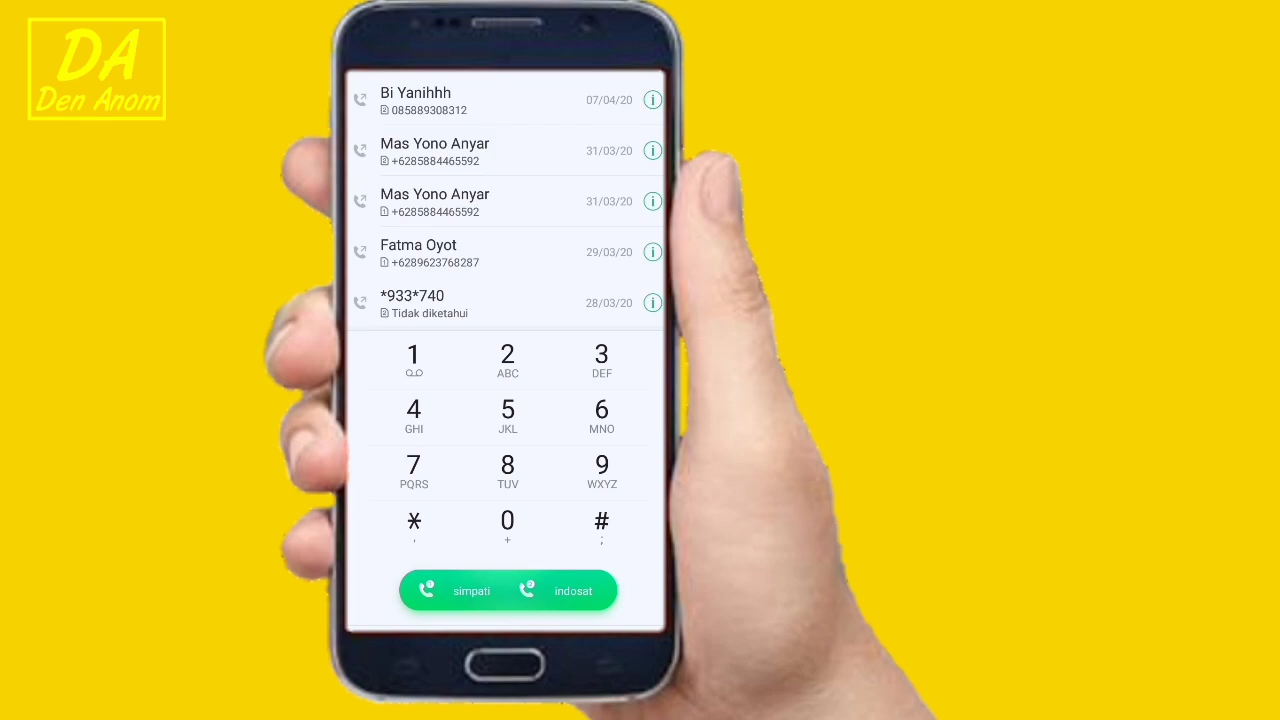 DA
Den Anom
Bi Yanihhh
07/04/20
085889308312
Mas Yono Anyar
31/03/20
+6285884465592
Mas Yono Anyar
31/03/20
+6285884465592
Fatma Oyot
29/03/20
+6289623768287
*933*740
28/03/20
Tidak diketahui
1 2 3
ABC DEF
4 5 6
GHI JKL MNO
7 8 9
PQRS TUV WXYZ
* 0 #
, + ;
simpati indosat